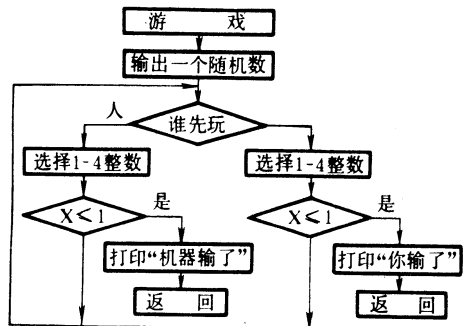 游 戏
输出一个随机数
人
谁先玩
选择1-4整数
选择1-4整数
X≤1
是
X≤1
是
打印“机器输了”
打印“你输了”
返 回
返 回